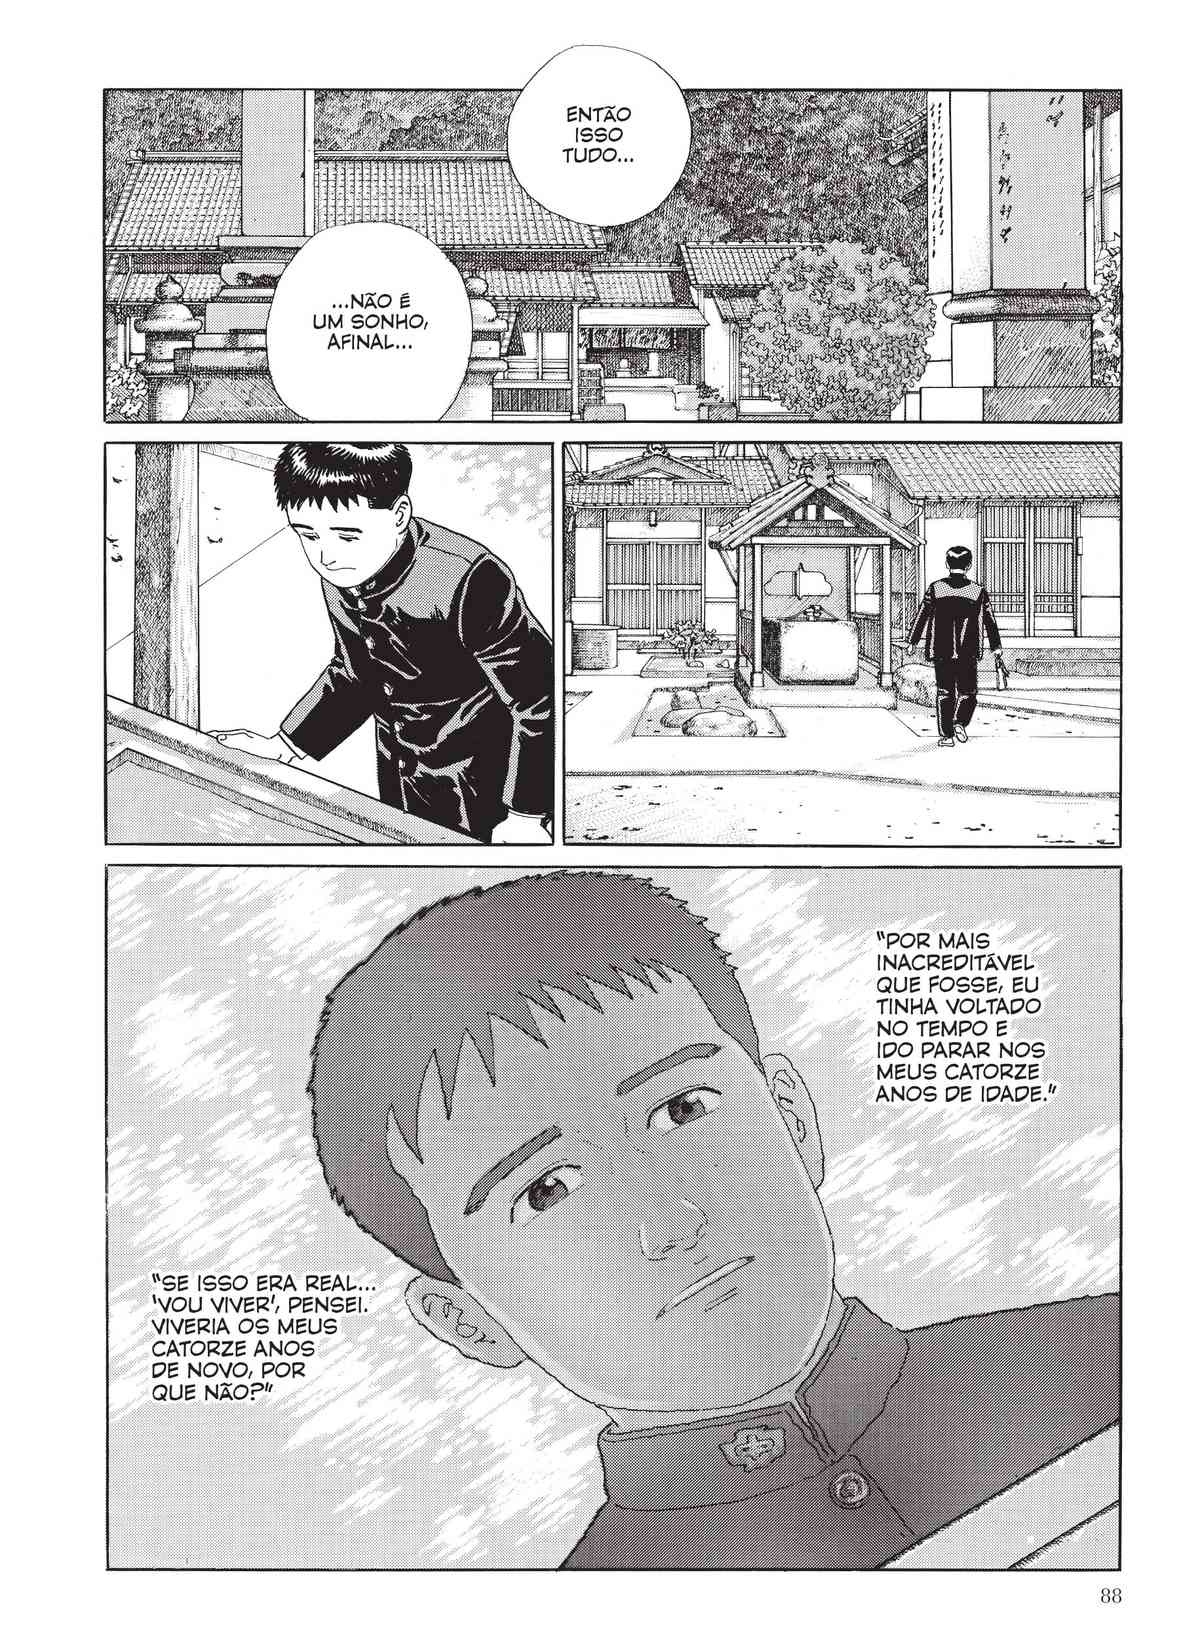 ENTÃO
ISSO
TUDO...
...NÃO É
UM SONHO,
AFINAL...
"POR MAIS
INACREDITÁVEL
QUE FOSSE, EU
TINHA VOLTADO
NO TEMPO E
IDO PARAR NOS
MEUS CATORZE
ANOS DE IDADE."
"SE ISSO ERA REAL...
'VOU VIVER', PENSEI.
VIVERIA OS MEUS
CATORZE ANOS
DE NOVO, POR
QUE NÃO?"
88